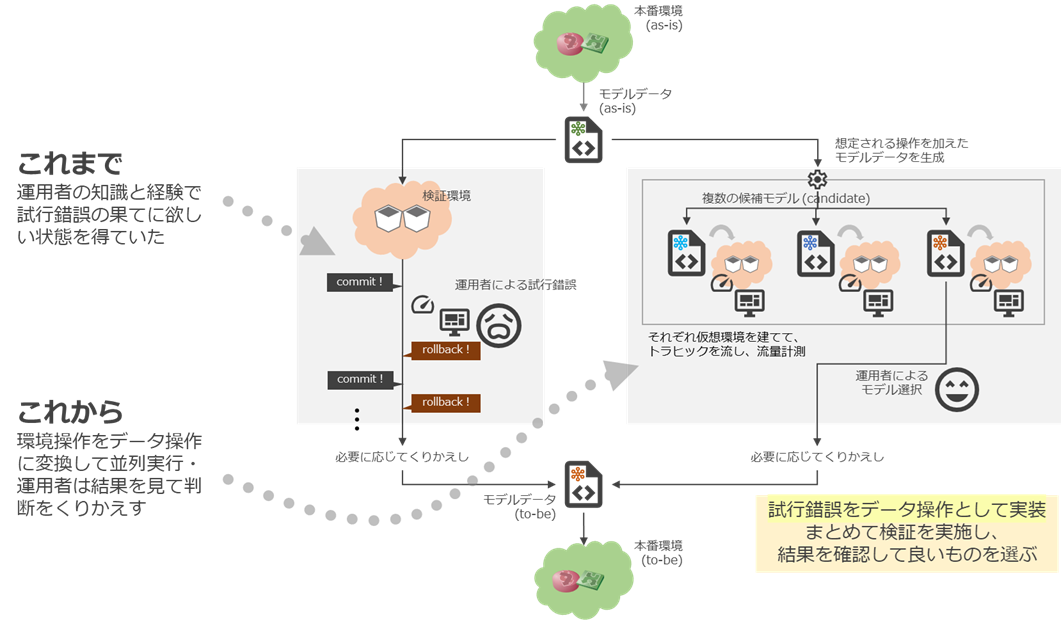 本番環境
(as-is)
モデルデータ
(as-is)
想定される操作を加えた
モデルデータを生成
これまで
運用者の知識と経験で
試行錯誤の果てに欲し
い状態を得ていた
検証環境
複数の候補モデル (candidate)
commit !
運用者による試行錯誤
rollback !
commit !
rollback !
それぞれ仮想環境を建てて、
トラヒックを流し、流量計測
運用者による
モデル選択
これから
環境操作をデータ操作
に変換して並列実行・
運用者は結果を見て判
断をくりかえす
必要に応じてくりかえし
必要に応じてくりかえし
モデルデータ
(to-be)
本番環境
(to-be)
試行錯誤をデータ操作として実装
まとめて検証を実施し、
結果を確認して良いものを選ぶ